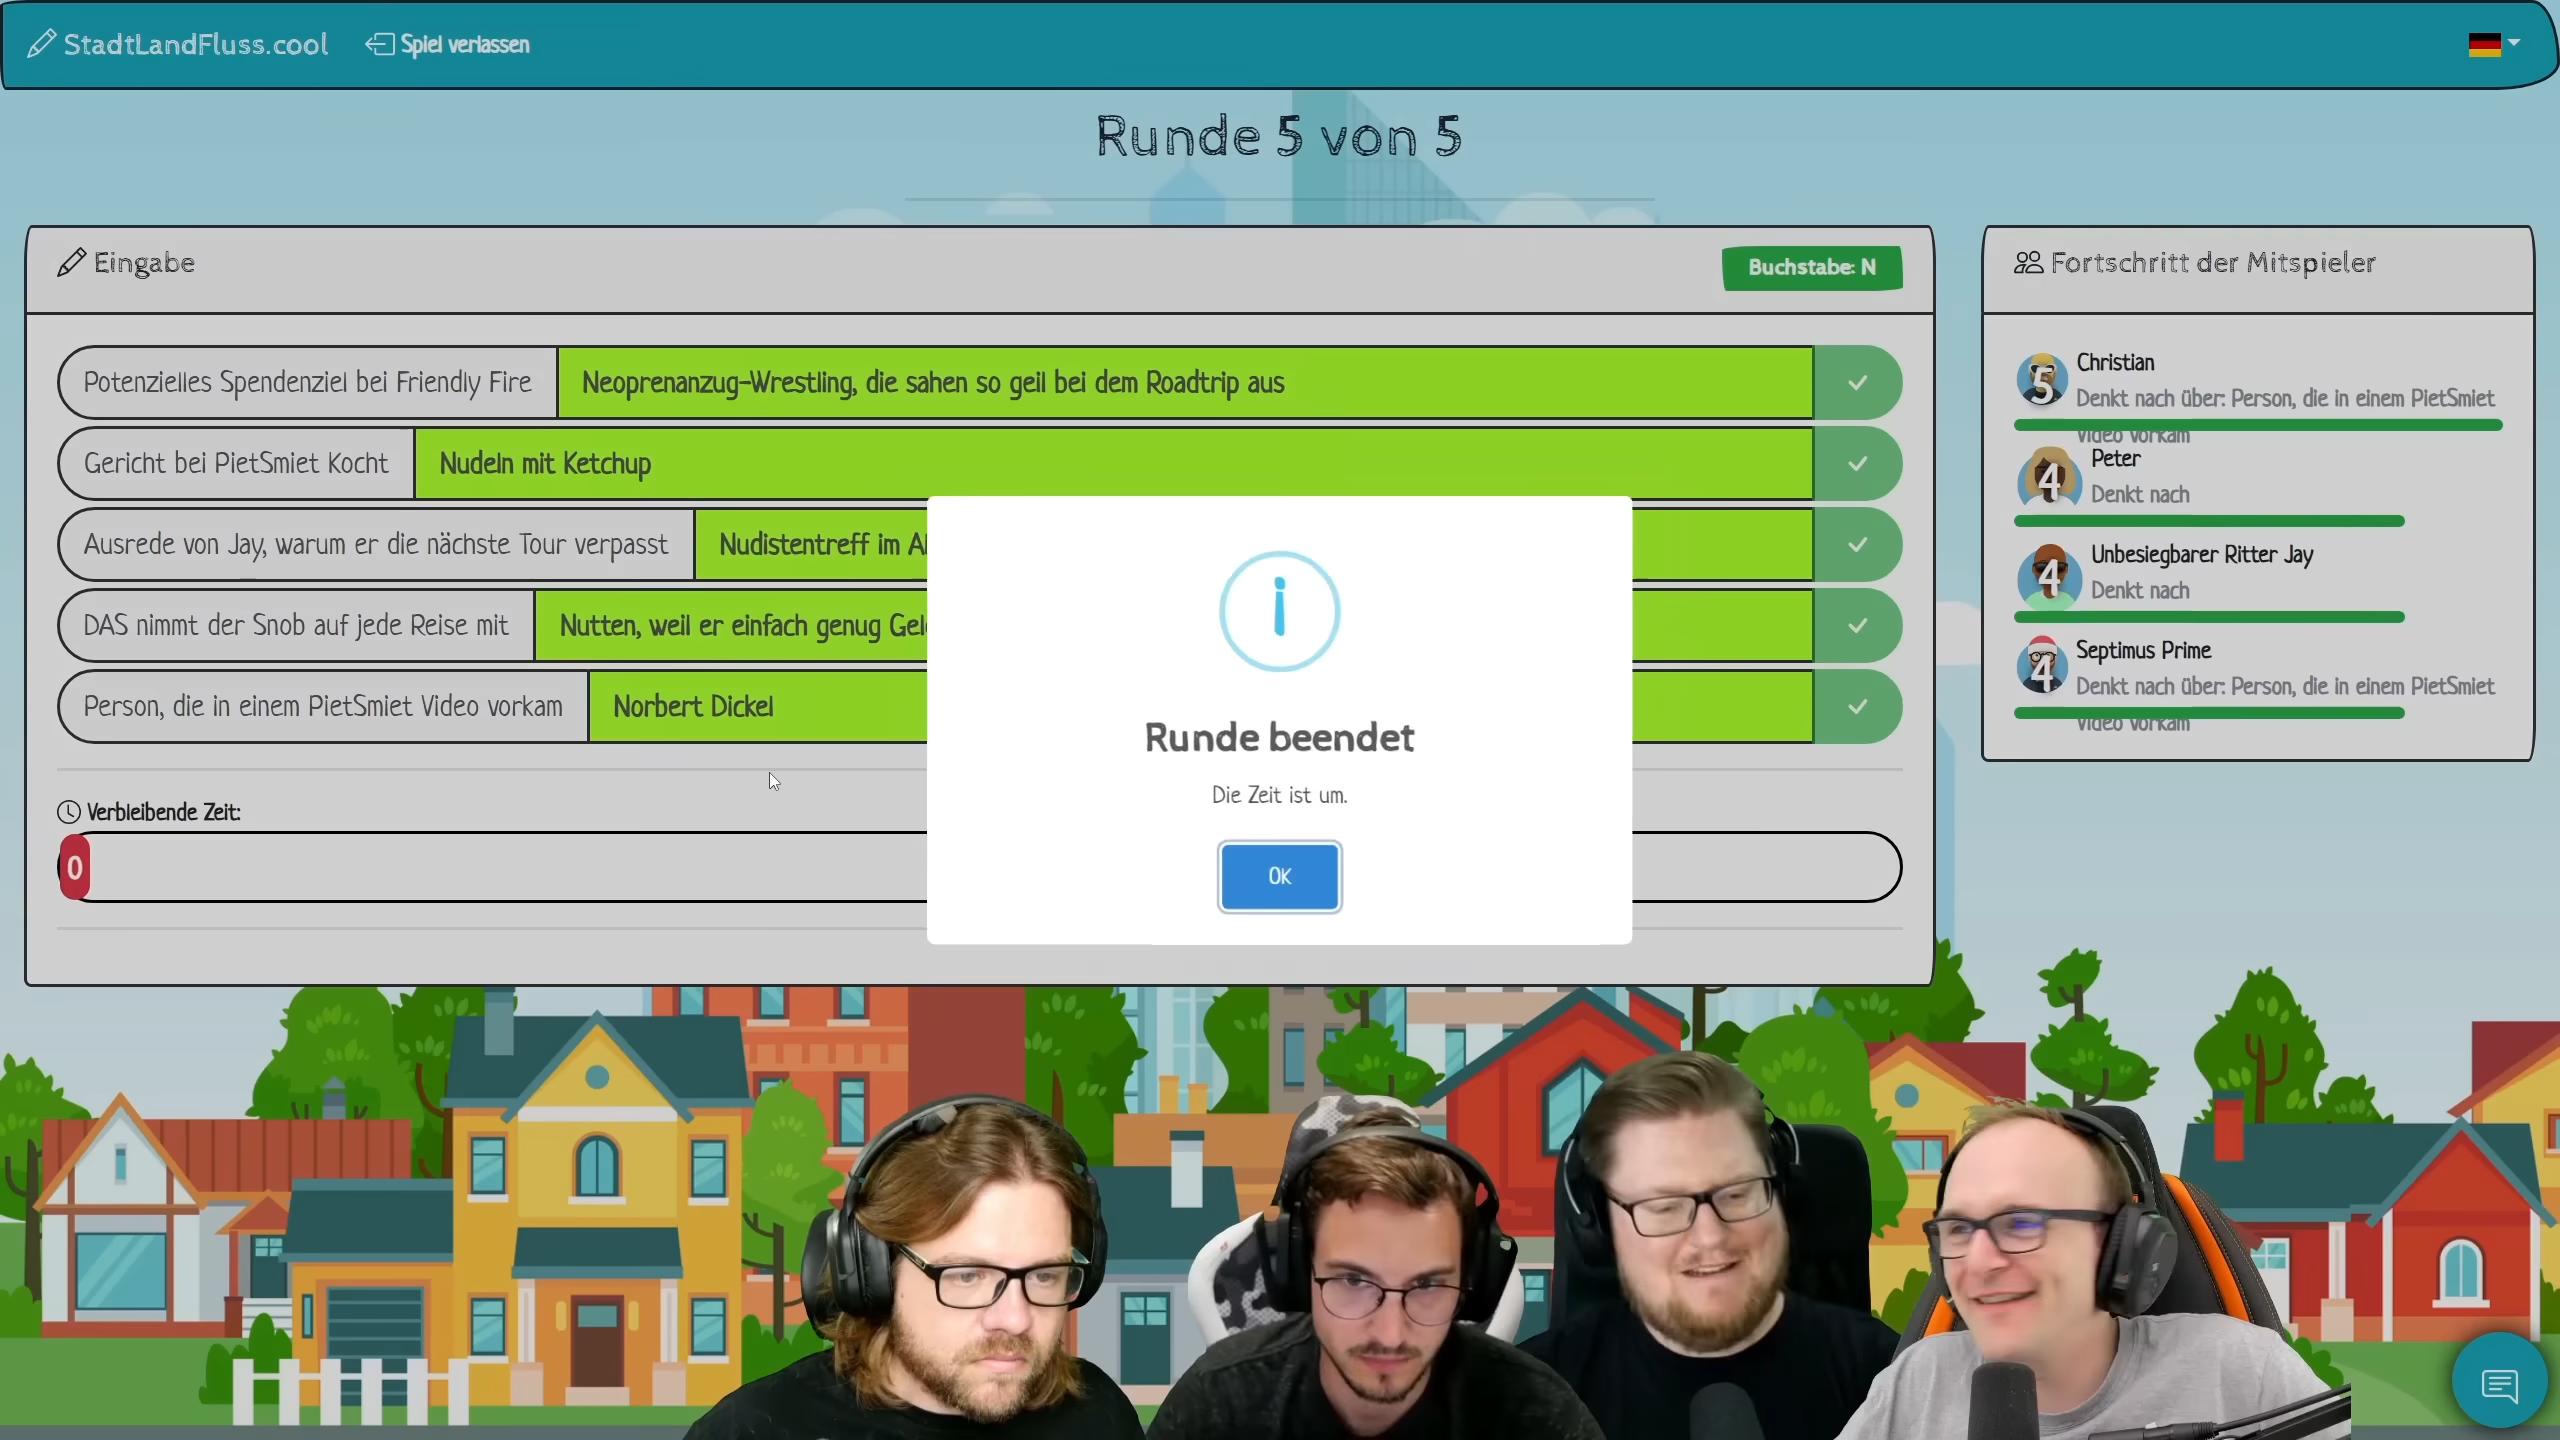 StadtLandFluss.cool
Spiel verlassen
Runde 5 von 5
Eingabe
Buchstabe: N
Potenzielles Spendenziel bei Friendly Fire
Neoprenanzug-Wrestling, die sahen so geil bei dem Roadtrip aus
Gericht bei PietSmiet Kocht
Nudeln mit Ketchup
Ausrede von Jay, warum er die nächste Tour verpasst
Nudistentreff im
DAS nimmt der Snob auf jede Reise mit
Nutten, weil er einfach genug
Person, die in einem PietSmiet Video vorkam
Norbert Dickel
Verbleibende Zeit:
0
Runde beendet
Die Zeit ist um.
OK
Fortschritt der Mitspieler
5
Christian
Denkt nach über: Person, die in einem PietSmiet
Video vorkam
4
Peter
Denkt nach
4
Unbesiegbarer Ritter Jay
Denkt nach
4
Septimus Prime
Denkt nach über: Person, die in einem PietSmiet
Video vorkam